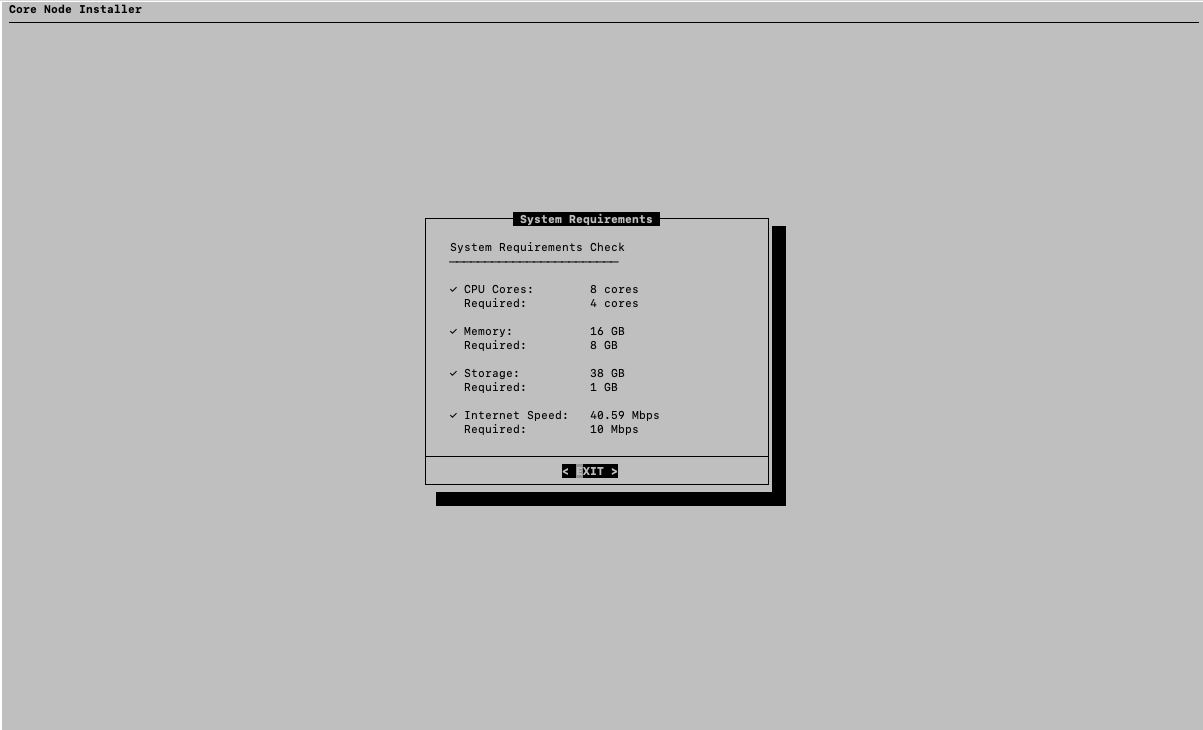 Core Node Installer
System Requirements
System Requirements Check
✓ CPU Cores: 8 cores
Required: 4 cores
✓ Memory: 16 GB
Required: 8 GB
✓ Storage: 38 GB
Required: 1 GB
✓ Internet Speed: 40.59 Mbps
Required: 10 Mbps
< EXIT >